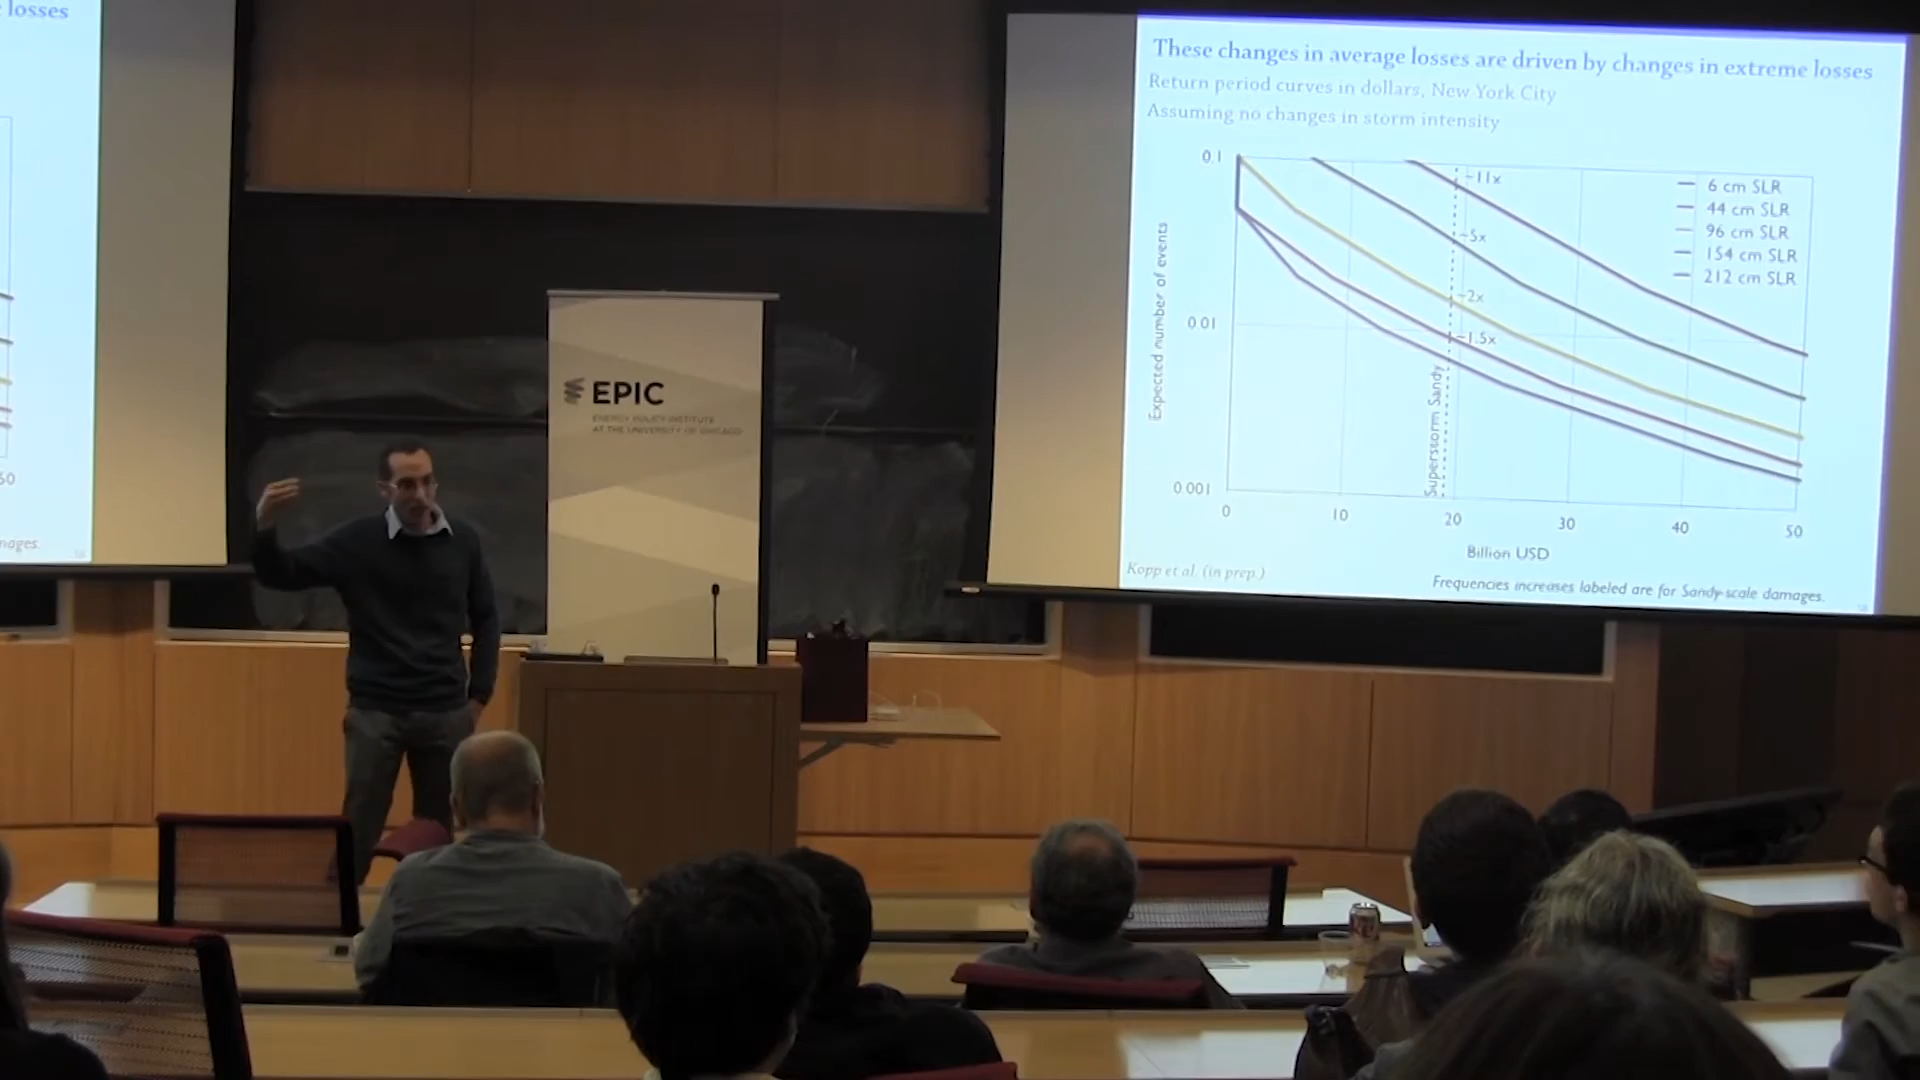 losses
60
mages.
EPIC
ENERGY POLICY INSTITUTE
AT THE UNIVERSITY OF CHICAGO
These changes in average losses are driven by changes in extreme losses
Return period curves in dollars, New York City
Assuming no changes in storm intensity
Expected number of events
0.1
0.01
0.001
~11x
~5x
~2x
~1.5x
Superstorm Sandy
6 cm SLR
44 cm SLR
96 cm SLR
154 cm SLR
212 cm SLR
0 10 20 30 40 50
Billion USD
Kopp et al. (in prep.)
Frequencies increases labeled are for Sandy-scale damages.